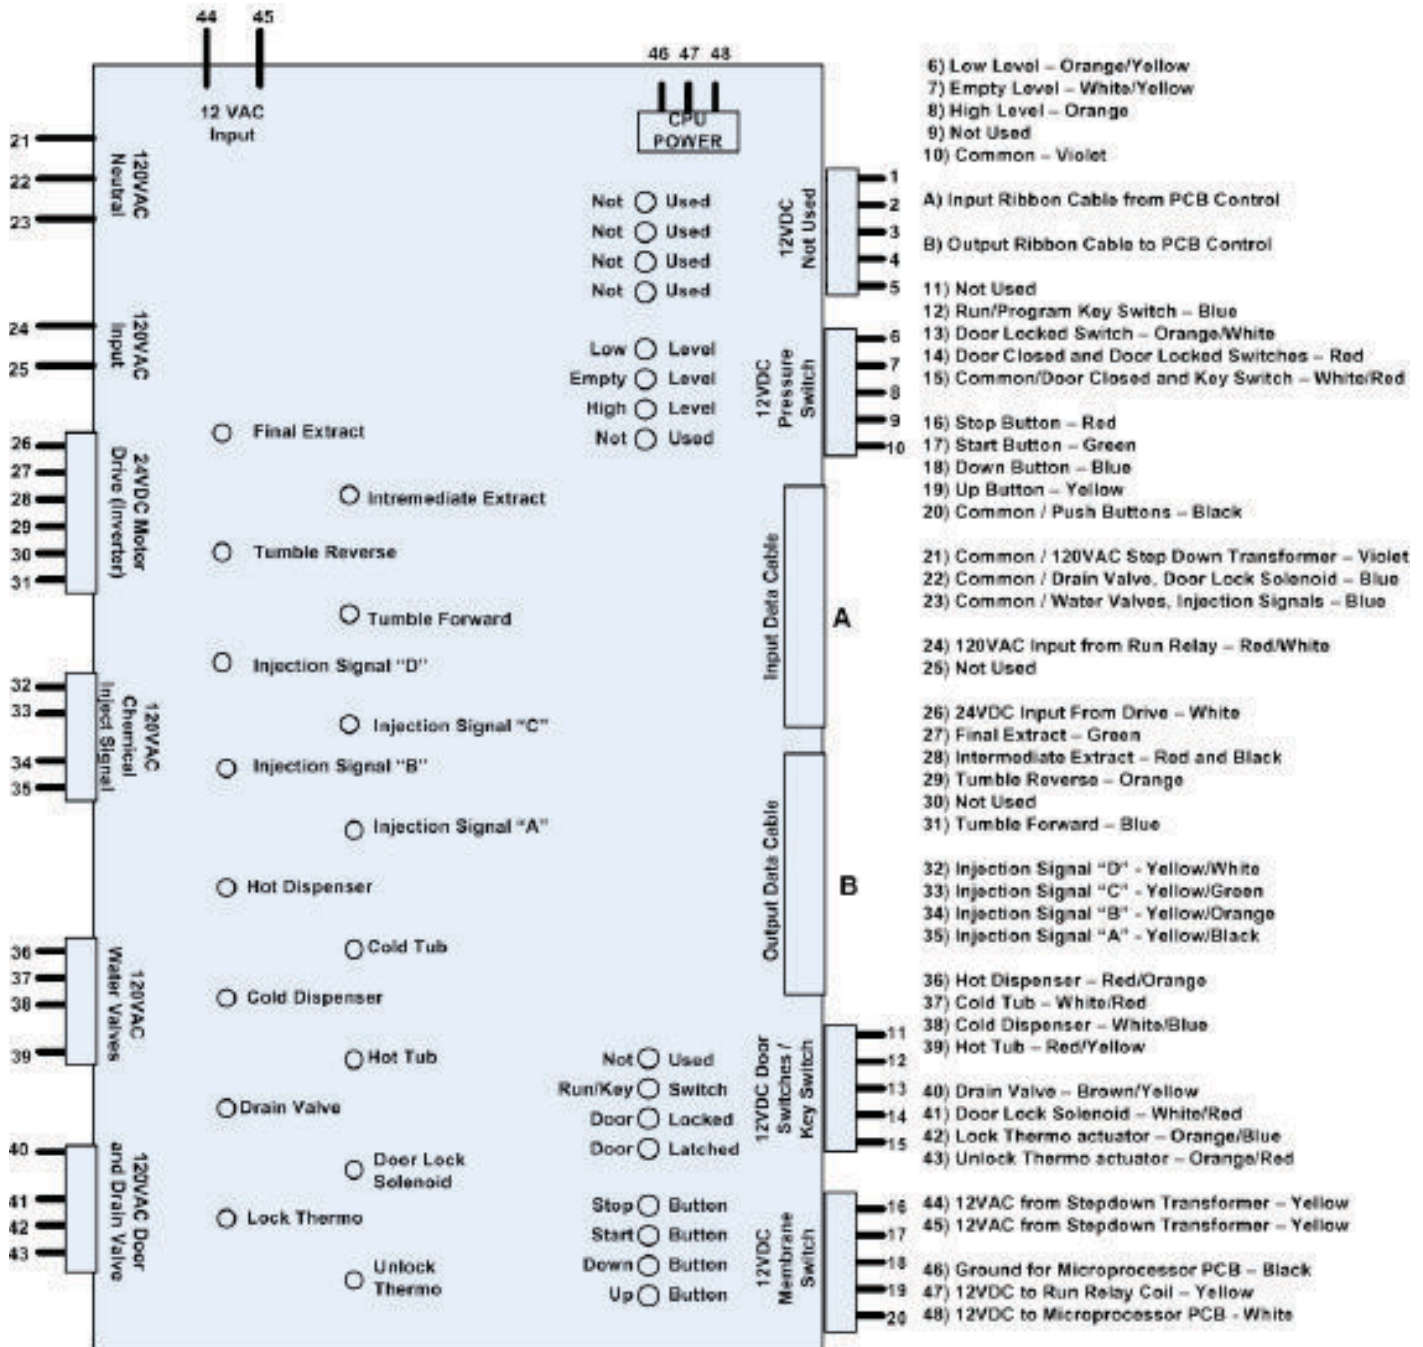 44 45
46 47 48
12 VAC
Input
CPU
POWER
21
22
23
120VAC
Neutral
24
25
120VAC
Input
26
27
28
29
30
31
24VDC Motor
Drive (Inverter)
32
33
34
35
120VAC
Chemical
Inject Signal
36
37
38
39
120VAC
Water Valves
40
41
42
43
120VAC Door
and Drain Valve
Final Extract
Intremediate Extract
Tumble Reverse
Tumble Forward
Injection Signal "D"
Injection Signal "C"
Injection Signal "B"
Injection Signal "A"
Hot Dispenser
Cold Tub
Cold Dispenser
Hot Tub
Drain Valve
Door Lock
Solenoid
Lock Thermo
Unlock
Thermo
Not Used
Not Used
Not Used
Not Used
12VDC
Not Used
1
2
3
4
5
Low Level
Empty Level
High Level
Not Used
12VDC
Pressure
Switch
6
7
8
9
10
Input Data Cable
A
Output Data Cable
B
Not Used
Run/Key Switch
Door Locked
Door Latched
12VDC Door
Switches /
Key Switch
11
12
13
14
15
Stop Button
Start Button
Down Button
Up Button
12VDC
Membrane
Switch
16
17
18
19
20
6) Low Level – Orange/Yellow
7) Empty Level – White/Yellow
8) High Level – Orange
9) Not Used
10) Common – Violet
A) Input Ribbon Cable from PCB Control
B) Output Ribbon Cable to PCB Control
11) Not Used
12) Run/Program Key Switch – Blue
13) Door Locked Switch – Orange/White
14) Door Closed and Door Locked Switches – Red
15) Common/Door Closed and Key Switch – White/Red
16) Stop Button – Red
17) Start Button – Green
18) Down Button – Blue
19) Up Button – Yellow
20) Common / Push Buttons – Black
21) Common / 120VAC Step Down Transformer – Violet
22) Common / Drain Valve, Door Lock Solenoid – Blue
23) Common / Water Valves, Injection Signals – Blue
24) 120VAC Input from Run Relay – Red/White
25) Not Used
26) 24VDC Input From Drive – White
27) Final Extract – Green
28) Intermediate Extract – Red and Black
29) Tumble Reverse – Orange
30) Not Used
31) Tumble Forward – Blue
32) Injection Signal "D" - Yellow/White
33) Injection Signal "C" - Yellow/Green
34) Injection Signal "B" - Yellow/Orange
35) Injection Signal "A" - Yellow/Black
36) Hot Dispenser – Red/Orange
37) Cold Tub – White/Red
38) Cold Dispenser – White/Blue
39) Hot Tub – Red/Yellow
40) Drain Valve – Brown/Yellow
41) Door Lock Solenoid – White/Red
42) Lock Thermo actuator – Orange/Blue
43) Unlock Thermo actuator – Orange/Red
44) 12VAC from Stepdown Transformer – Yellow
45) 12VAC from Stepdown Transformer – Yellow
46) Ground for Microprocessor PCB – Black
47) 12VDC to Run Relay Coil – Yellow
48) 12VDC to Microprocessor PCB - White